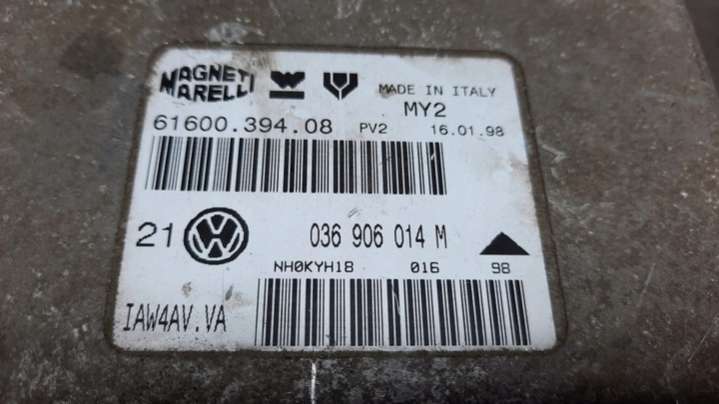 MAGNETI MARELLI
MADE IN ITALY
MY2
61600.394.08 PV2 16.01.98
21 VW 036 906 014 M
NH0KYH18 016 98
IAW4AV.VA